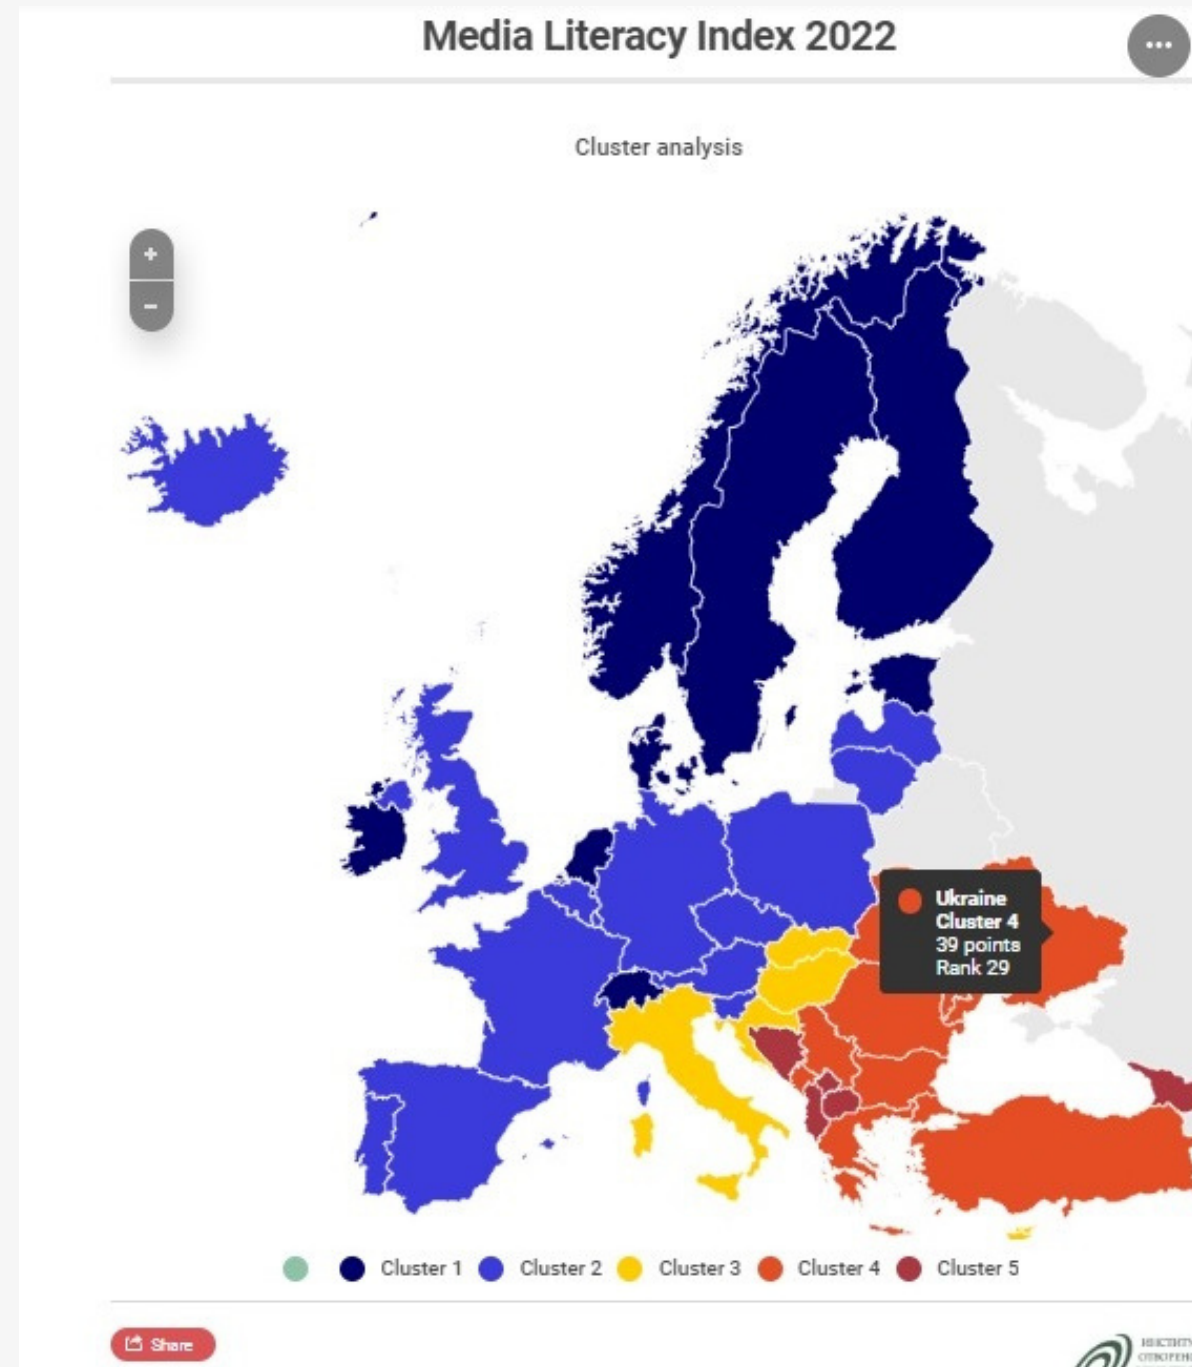 Media Literacy Index 2022
Cluster analysis
+
−
Ukraine
Cluster 4
39 points
Rank 29
Cluster 1 Cluster 2 Cluster 3 Cluster 4 Cluster 5
Share